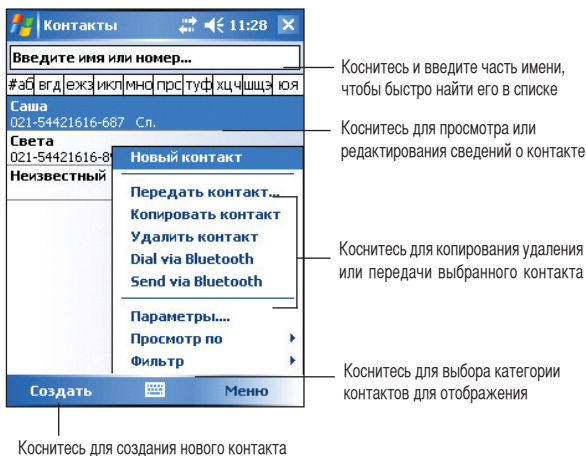 Контакты 11:28
Введите имя или номер...
#аб вгд ежз икл мно прс туф хцч шщэ юя
Саша
021-54421616-687 Сл.
Света
021-54421616-8
Неизвестный
Новый контакт
Передать контакт...
Копировать контакт
Удалить контакт
Dial via Bluetooth
Send via Bluetooth
Параметры....
Просмотр по
Фильтр
Создать Меню
Коснитесь и введите часть имени,
чтобы быстро найти его в списке
Коснитесь для просмотра или
редактирования сведений о контакте
Коснитесь для копирования удаления
или передачи выбранного контакта
Коснитесь для выбора категории
контактов для отображения
Коснитесь для создания нового контакта